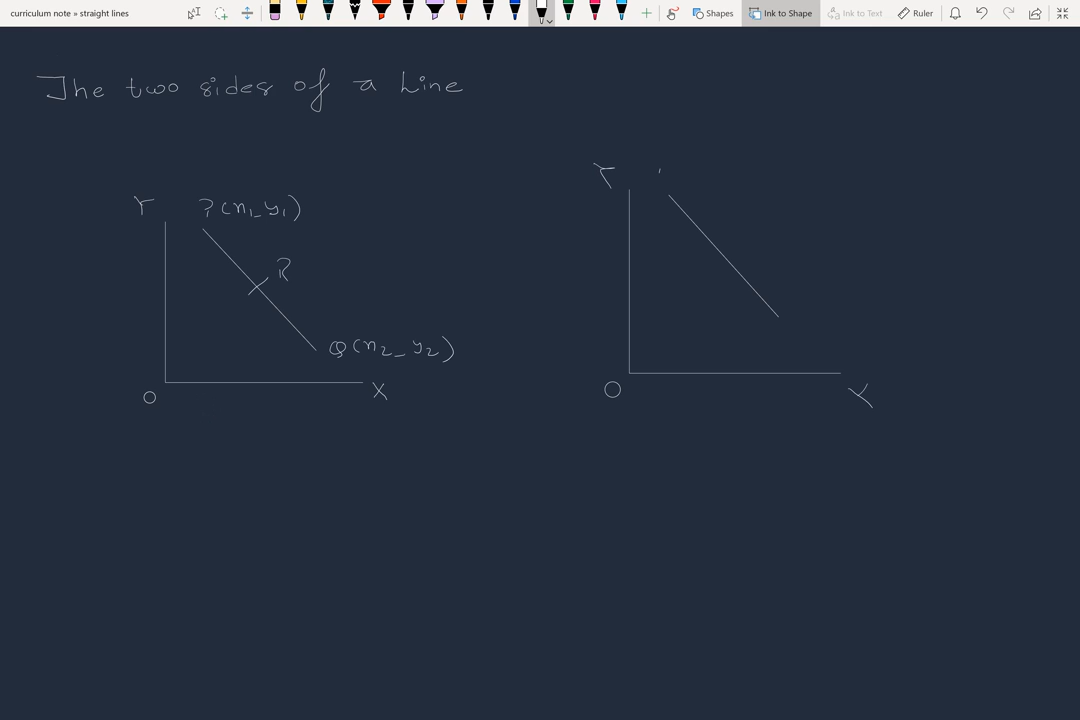 curriculum note » straight lines
Shapes
Ink to Shape
Ink to Text
Ruler
The two sides of a Line
Y
P(x1, y1)
R
Q(x2, y2)
O
X
Y
O
X